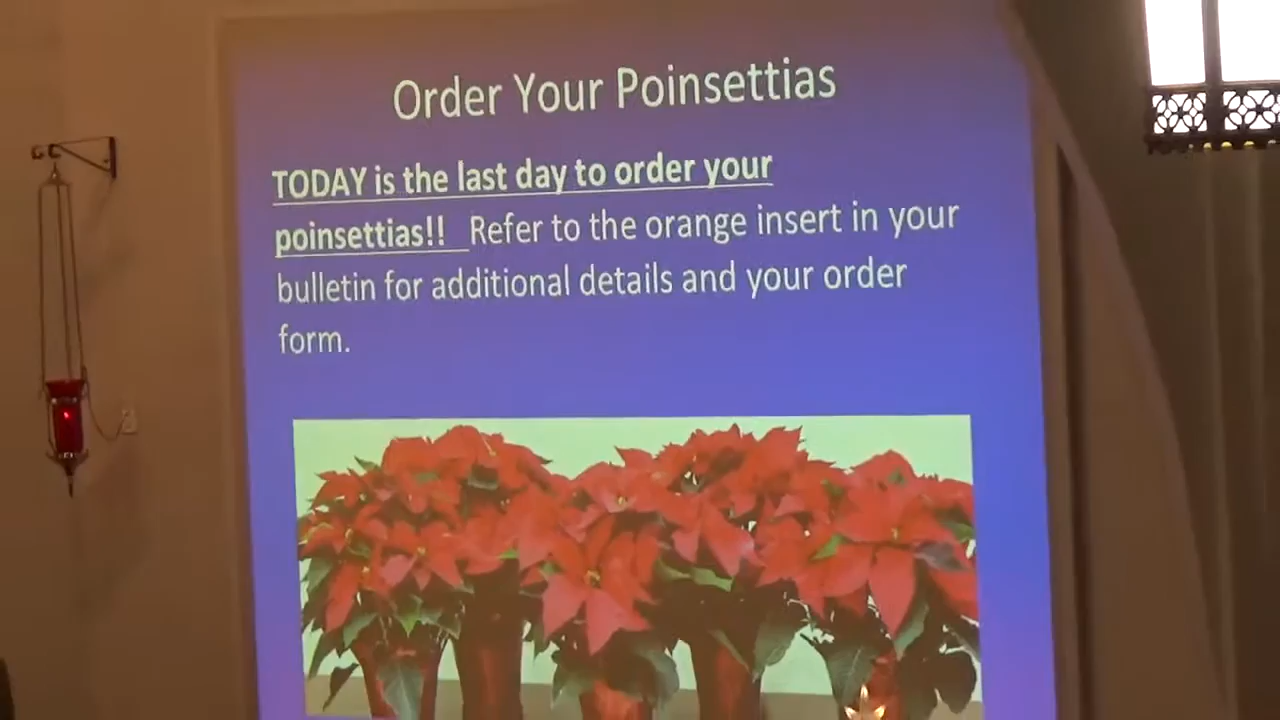 Order Your Poinsettias
TODAY is the last day to order your
poinsettias!! Refer to the orange insert in your
bulletin for additional details and your order
form.